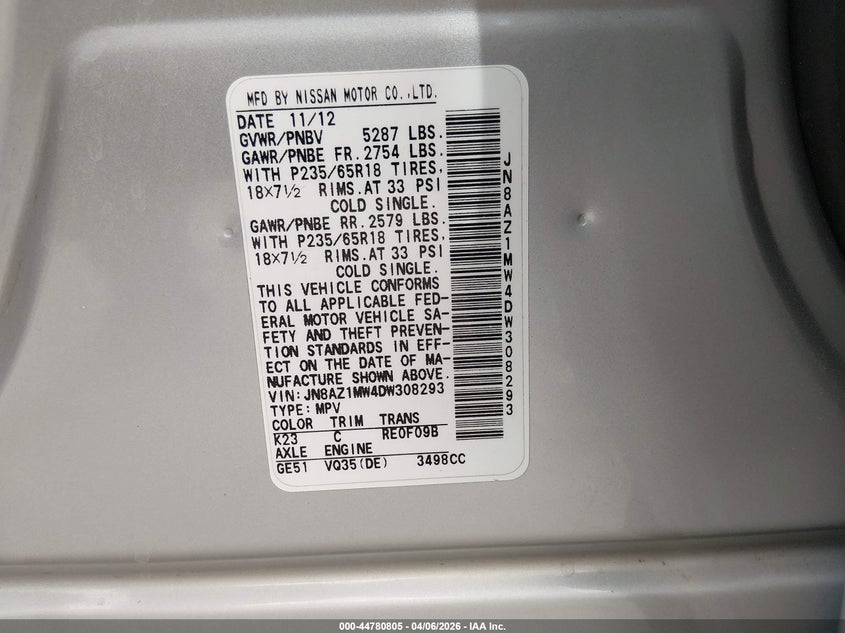 MFD BY NISSAN MOTOR CO.,LTD.
DATE 11/12
GVWR/PNBV 5287 LBS.
GAWR/PNBE FR. 2754 LBS.
WITH P235/65R18 TIRES,
18X7½ RIMS.AT 33 PSI
COLD SINGLE.
GAWR/PNBE RR. 2579 LBS.
WITH P235/65R18 TIRES,
18X7½ RIMS.AT 33 PSI
COLD SINGLE.
THIS VEHICLE CONFORMS
TO ALL APPLICABLE FED-
ERAL MOTOR VEHICLE SA-
FETY AND THEFT PREVEN-
TION STANDARDS IN EFF-
ECT ON THE DATE OF MA-
NUFACTURE SHOWN ABOVE.
VIN: JN8AZ1MW4DW308293
TYPE: MPV
COLOR TRIM TRANS
K23 C RE0F09B
AXLE ENGINE
GE51 VQ35(DE) 3498CC
JN8AZ1MW4DW308293
000-44780805 - 04/06/2026 - IAA Inc.